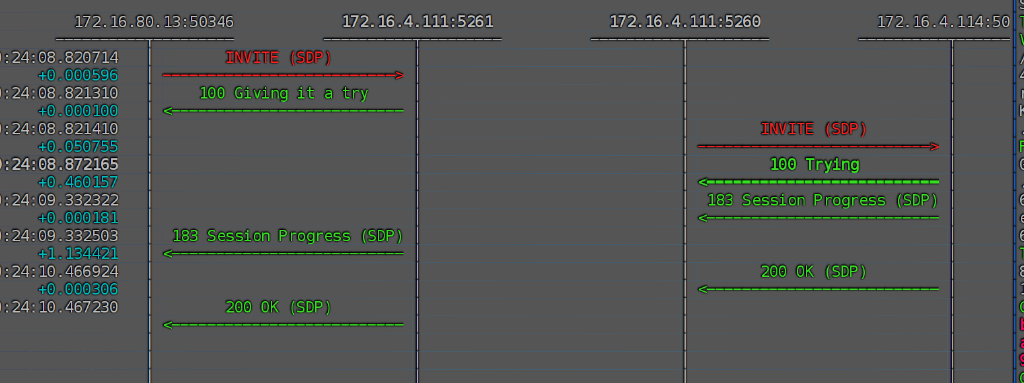 172.16.80.13:50346 172.16.4.111:5261 172.16.4.111:5260 172.16.4.114:50
0:24:08.820714 INVITE (SDP)
+0.000596
0:24:08.821310 100 Giving it a try
+0.000100
0:24:08.821410 INVITE (SDP)
+0.050755
0:24:08.872165 100 Trying
+0.460157
0:24:09.332322 183 Session Progress (SDP)
+0.000181
0:24:09.332503 183 Session Progress (SDP)
+1.134421
0:24:10.466924 200 OK (SDP)
+0.000306
0:24:10.467230 200 OK (SDP)